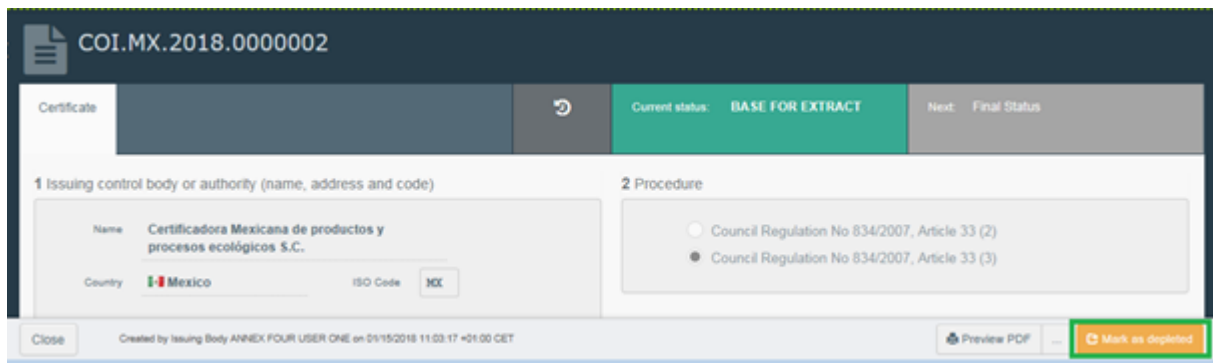 COI.MX.2018.0000002
Certificate
Current status: BASE FOR EXTRACT
Next: Final Status
1 Issuing control body or authority (name, address and code)
2 Procedure
Name Certificadora Mexicana de productos y
procesos ecológicos S.C.
Country Mexico ISO Code MX
Council Regulation No 834/2007, Article 33 (2)
Council Regulation No 834/2007, Article 33 (3)
Close
Created by Issuing Body ANNEX FOUR USER ONE on 01/15/2018 11:03:17 +01:00 CET
Preview PDF
...
Mark as depleted